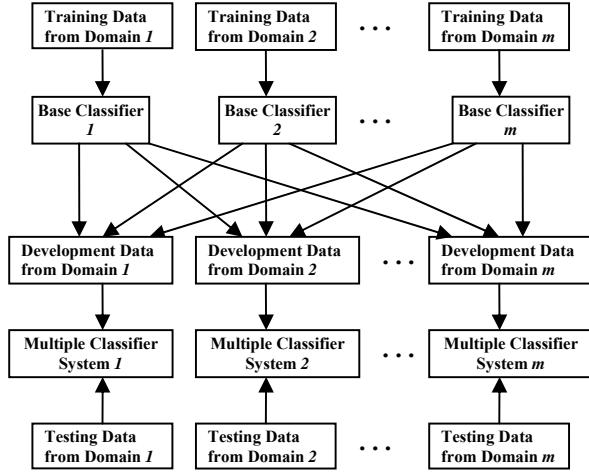 Training Data
from Domain 1
Training Data
from Domain 2
. . .
Training Data
from Domain m
Base Classifier
1
Base Classifier
2
. . .
Base Classifier
m
Development Data
from Domain 1
Development Data
from Domain 2
. . .
Development Data
from Domain m
Multiple Classifier
System 1
Multiple Classifier
System 2
. . .
Multiple Classifier
System m
Testing Data
from Domain 1
Testing Data
from Domain 2
. . .
Testing Data
from Domain m